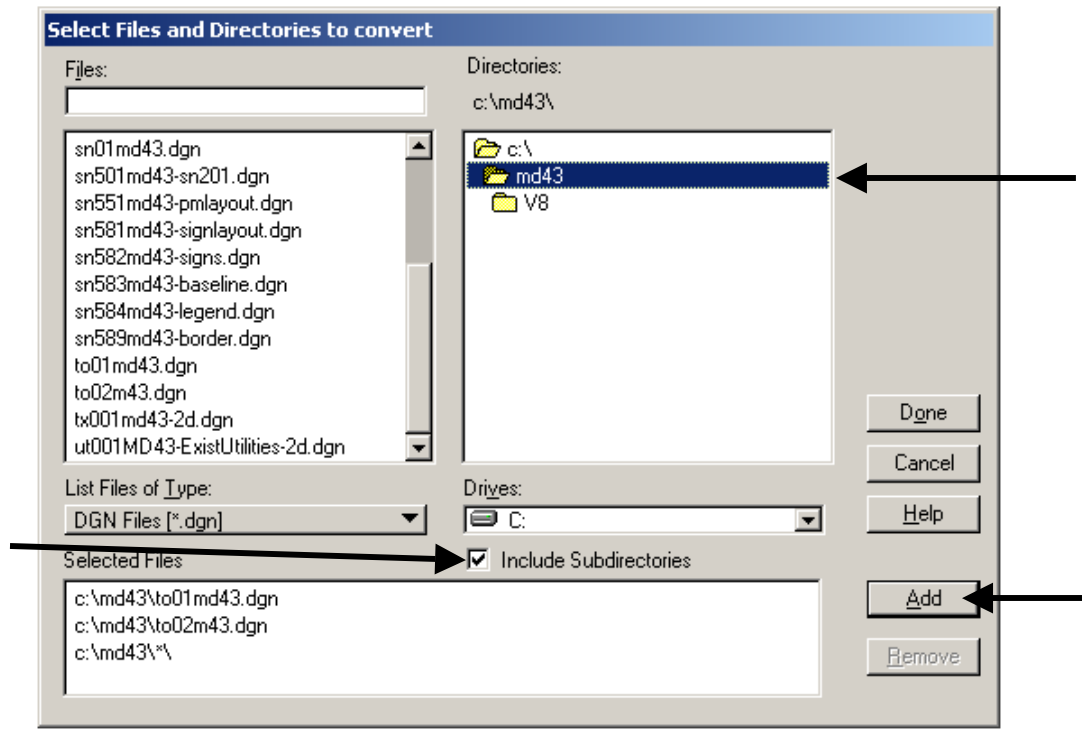 Select Files and Directories to convert
Files:
Directories:
c:\md43\
sn01md43.dgn
sn501md43-sn201.dgn
sn551md43-pmlayout.dgn
sn581md43-signlayout.dgn
sn582md43-signs.dgn
sn583md43-baseline.dgn
sn584md43-legend.dgn
sn589md43-border.dgn
to01md43.dgn
to02m43.dgn
tx001md43-2d.dgn
ut001MD43-ExistUtilities-2d.dgn
c:\
md43
V8
Done
Cancel
Help
List Files of Type:
DGN Files [*.dgn]
Drives:
C:
Include Subdirectories
Selected Files
c:\md43\to01md43.dgn
c:\md43\to02m43.dgn
c:\md43\*\
Add
Remove